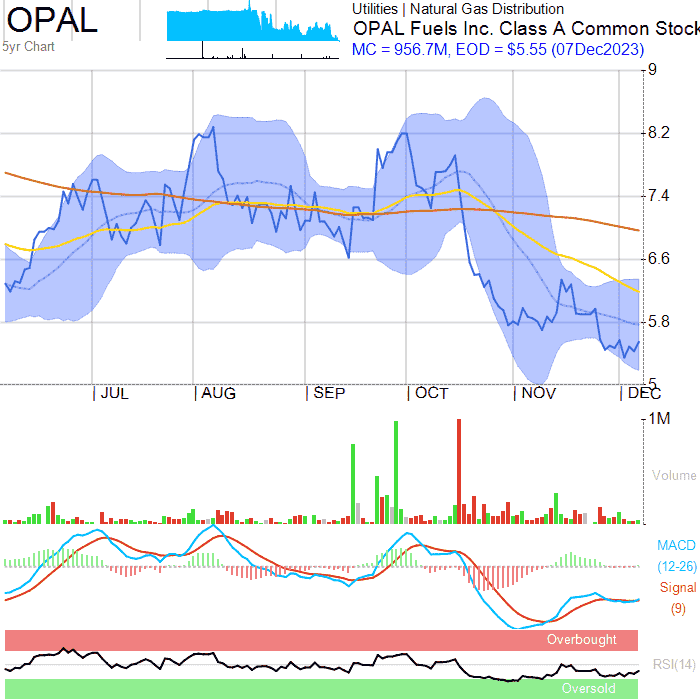 OPAL
5yr Chart
Utilities | Natural Gas Distribution
OPAL Fuels Inc. Class A Common Stock
MC = 956.7M, EOD = $5.55 (07Dec2023)
9
8.2
7.4
6.6
5.8
5
JUL AUG SEP OCT NOV DEC
1M
Volume
MACD
(12-26)
Signal
(9)
Overbought
RSI(14)
Oversold